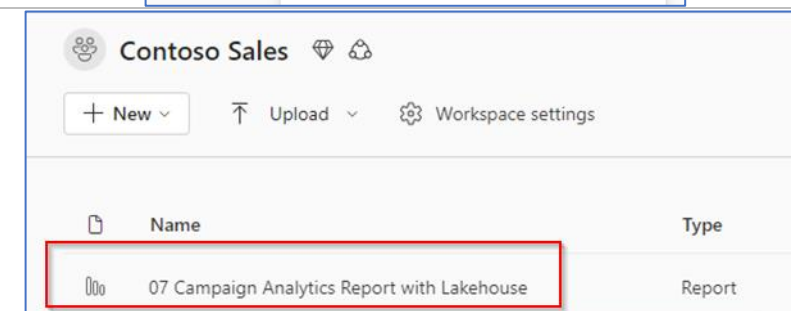 Contoso Sales
New Upload Workspace settings
Name Type
07 Campaign Analytics Report with Lakehouse Report